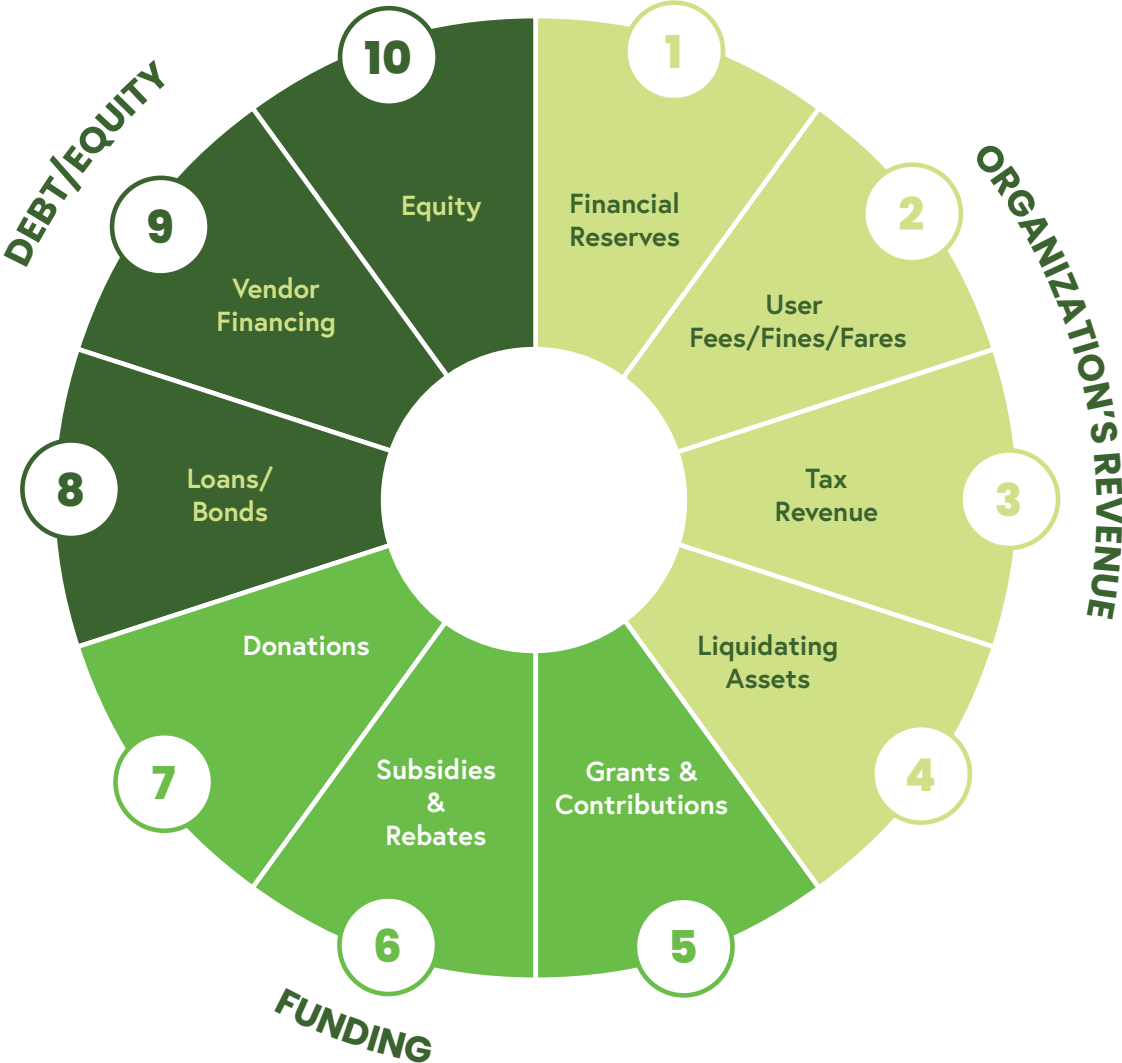 ORGANIZATION'S REVENUE
1
Financial
Reserves
2
User
Fees/Fines/Fares
3
Tax
Revenue
4
Liquidating
Assets
FUNDING
5
Grants &
Contributions
6
Subsidies
&
Rebates
7
Donations
DEBT/EQUITY
8
Loans/
Bonds
9
Vendor
Financing
10
Equity